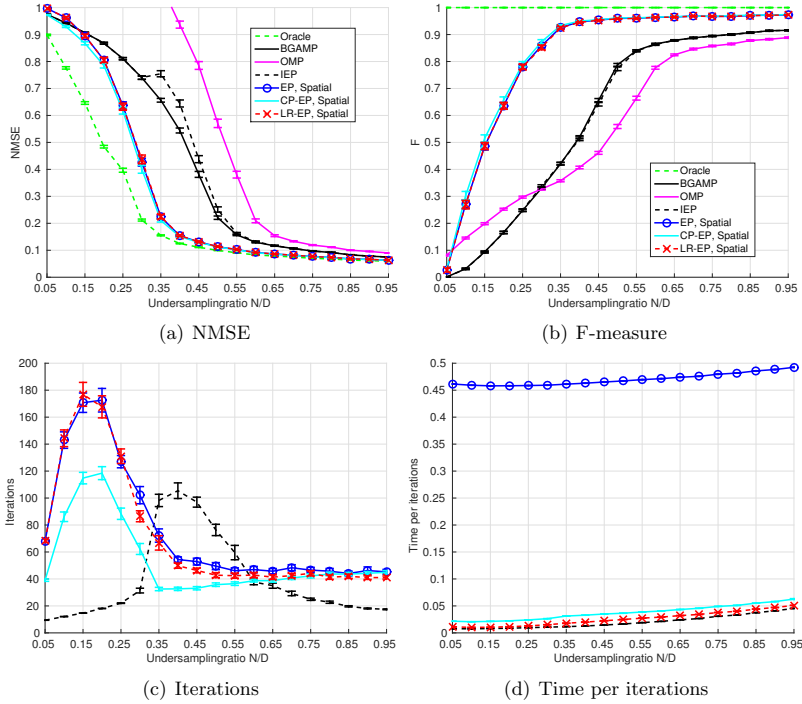 1
0.9
0.8
0.7
0.6
0.5
0.4
0.3
0.2
0.1
0
NMSE
0.05 0.15 0.25 0.35 0.45 0.55 0.65 0.75 0.85 0.95
Undersamplingratio N/D
Oracle
BGAMP
OMP
IEP
EP, Spatial
CP-EP, Spatial
LR-EP, Spatial
(a) NMSE
1
0.9
0.8
0.7
0.6
0.5
0.4
0.3
0.2
0.1
0
F
0.05 0.15 0.25 0.35 0.45 0.55 0.65 0.75 0.85 0.95
Undersamplingratio N/D
Oracle
BGAMP
OMP
IEP
EP, Spatial
CP-EP, Spatial
LR-EP, Spatial
(b) F-measure
200
180
160
140
120
100
80
60
40
20
0
Iterations
0.05 0.15 0.25 0.35 0.45 0.55 0.65 0.75 0.85 0.95
Undersamplingratio N/D
(c) Iterations
0.5
0.45
0.4
0.35
0.3
0.25
0.2
0.15
0.1
0.05
0
Time per iterations
0.05 0.15 0.25 0.35 0.45 0.55 0.65 0.75 0.85 0.95
Undersamplingratio N/D
(d) Time per iterations